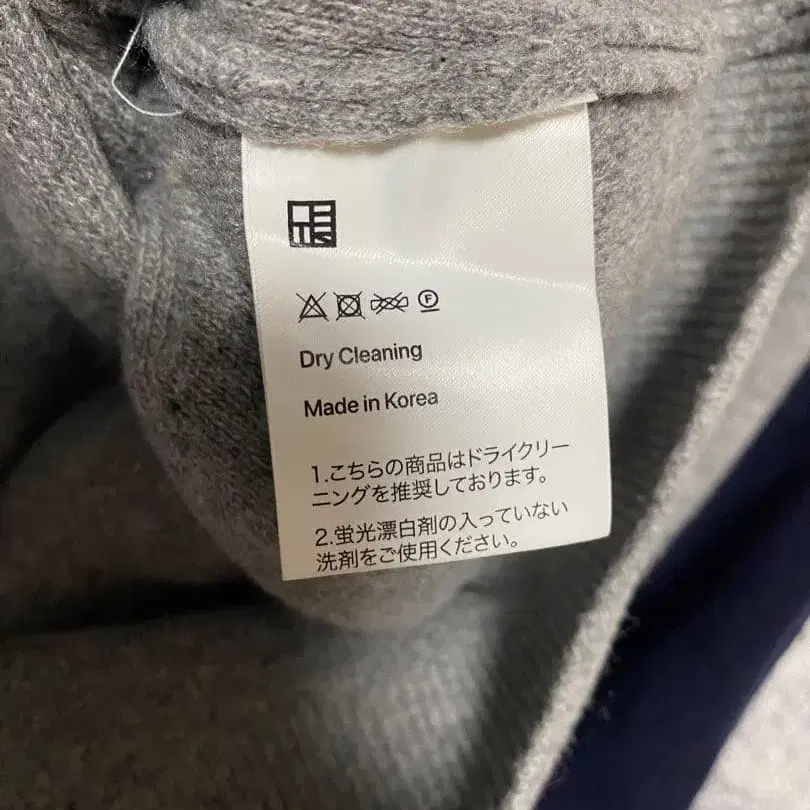 LETTS
F
Dry Cleaning
Made in Korea
1.こちらの商品はドライクリー
ニングを推奨しております。
2.蛍光漂白剤の入っていない
洗剤をご使用ください。